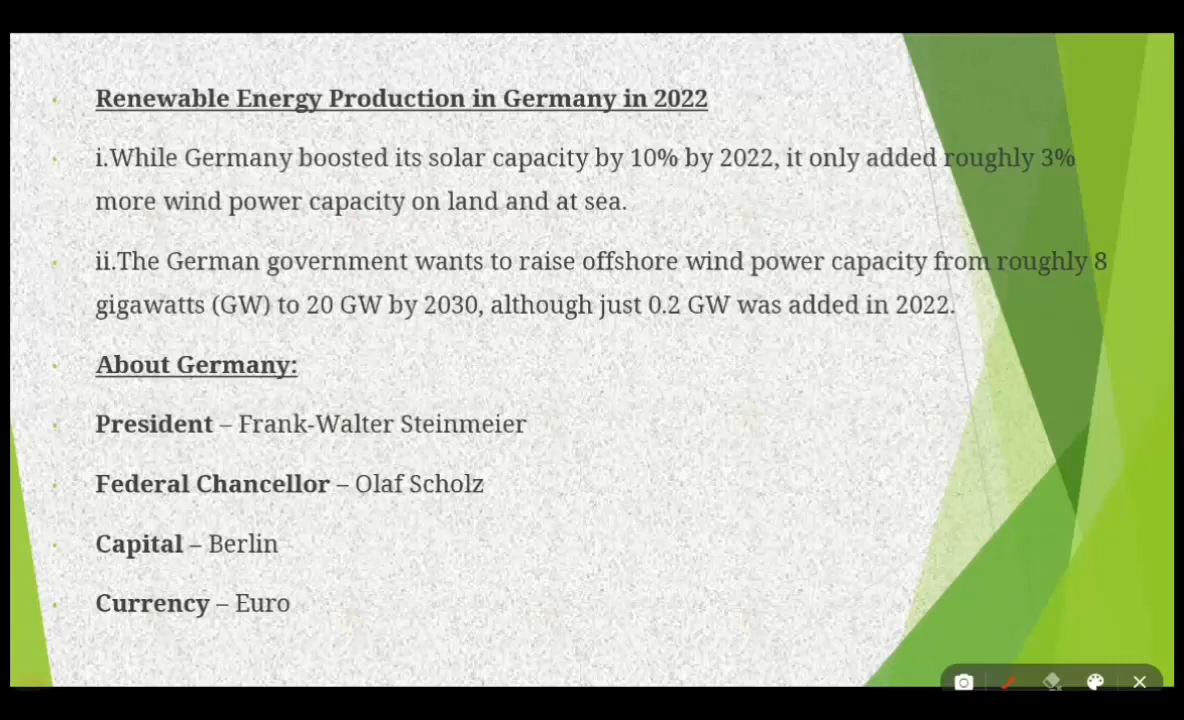 Renewable Energy Production in Germany in 2022
i.While Germany boosted its solar capacity by 10% by 2022, it only added roughly 3%
more wind power capacity on land and at sea.
ii.The German government wants to raise offshore wind power capacity from roughly 8
gigawatts (GW) to 20 GW by 2030, although just 0.2 GW was added in 2022.
About Germany:
President – Frank-Walter Steinmeier
Federal Chancellor – Olaf Scholz
Capital – Berlin
Currency – Euro